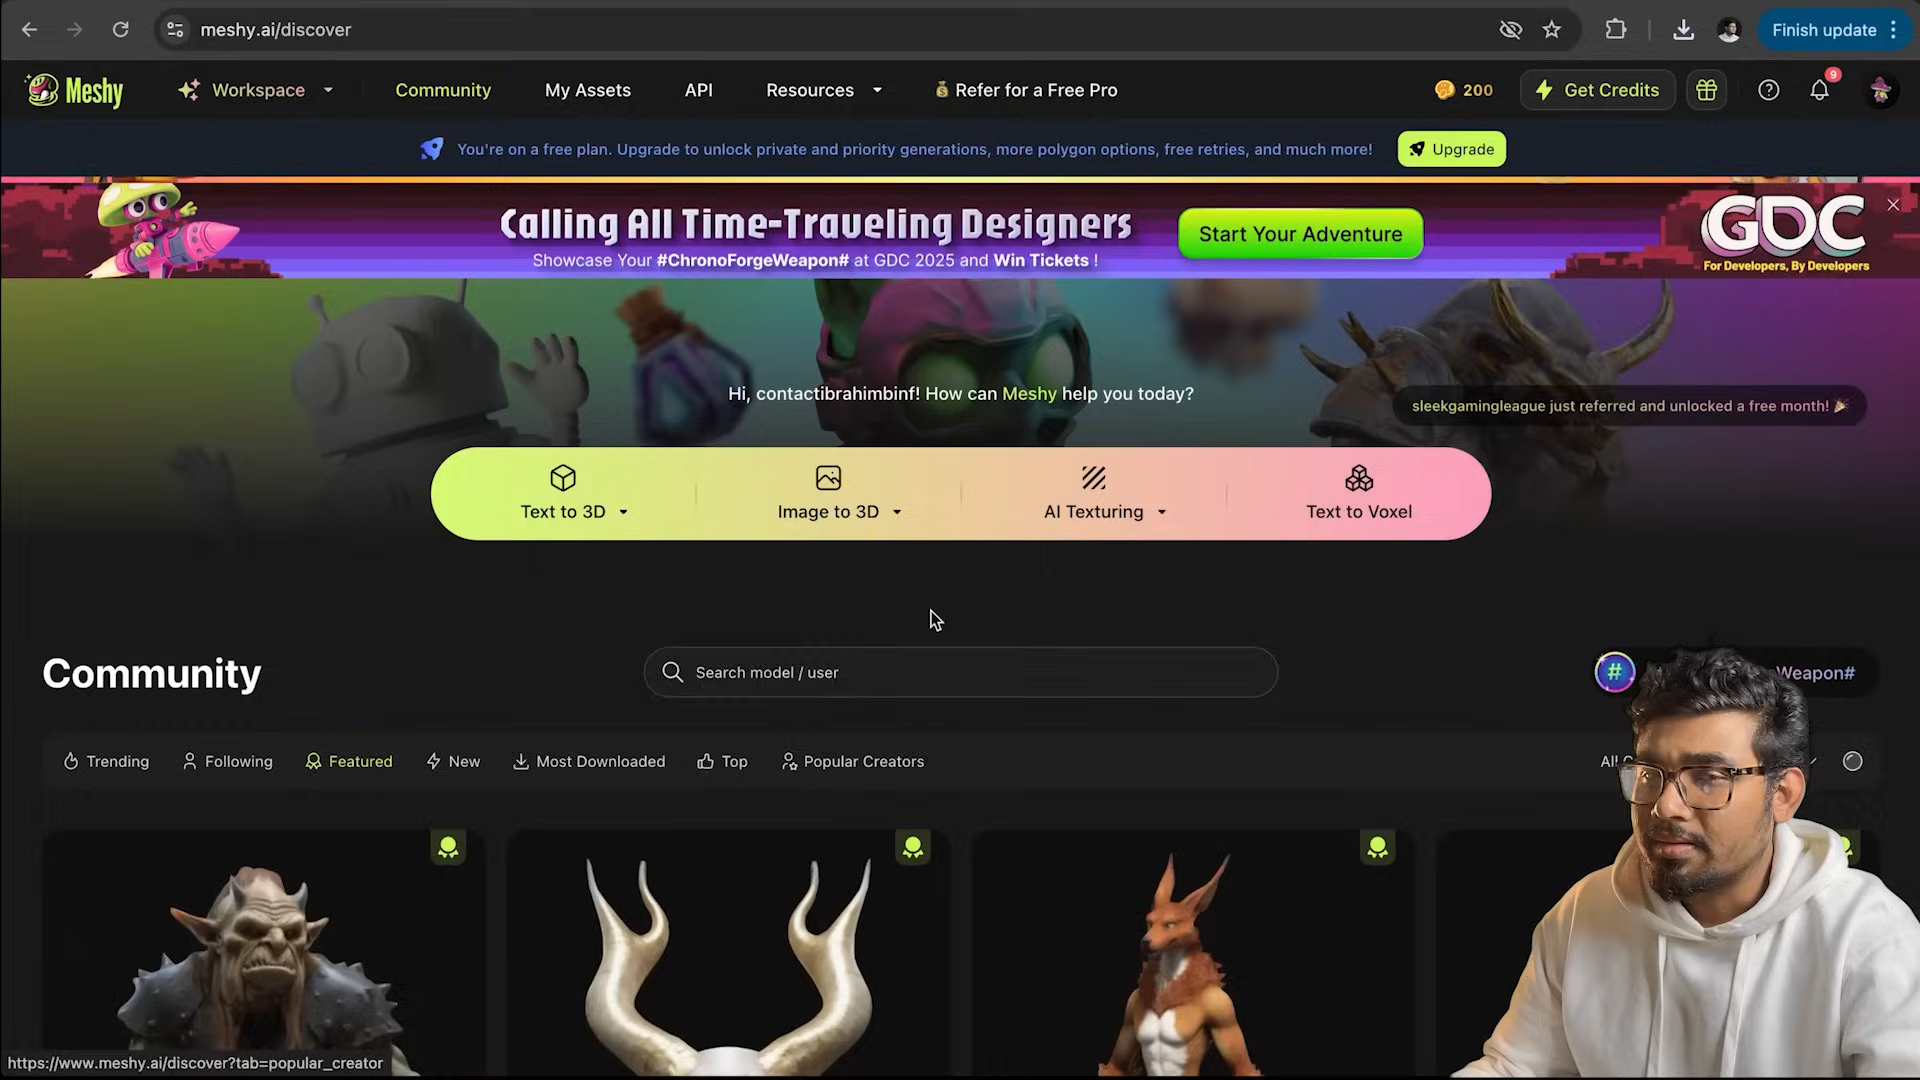 meshy.ai/discover
Finish update
Meshy
Workspace
Community
My Assets
API
Resources
Refer for a Free Pro
200
Get Credits
9
You're on a free plan. Upgrade to unlock private and priority generations, more polygon options, free retries, and much more!
Upgrade
Calling All Time-Traveling Designers
Showcase Your #ChronoForgeWeapon# at GDC 2025 and Win Tickets !
Start Your Adventure
GDC
For Developers, By Developers
Hi, contactibrahimbinf! How can Meshy help you today?
sleekgamingleague just referred and unlocked a free month!
Text to 3D
Image to 3D
AI Texturing
Text to Voxel
Community
Search model / user
#
Weapon#
Trending
Following
Featured
New
Most Downloaded
Top
Popular Creators
All
https://www.meshy.ai/discover?tab=popular_creator